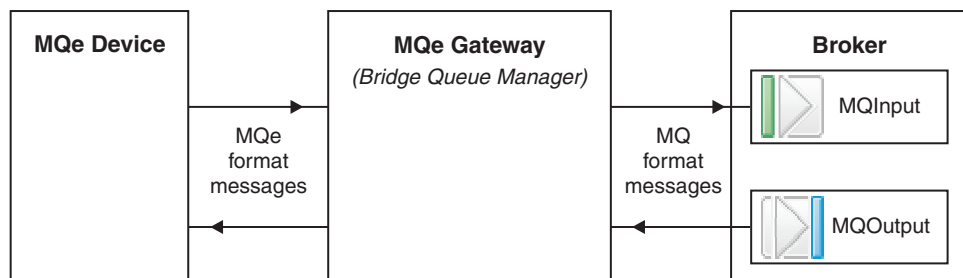 MQe Device
MQe Gateway
(Bridge Queue Manager)
Broker
MQInput
MQe
format
messages
MQ
format
messages
MQOutput